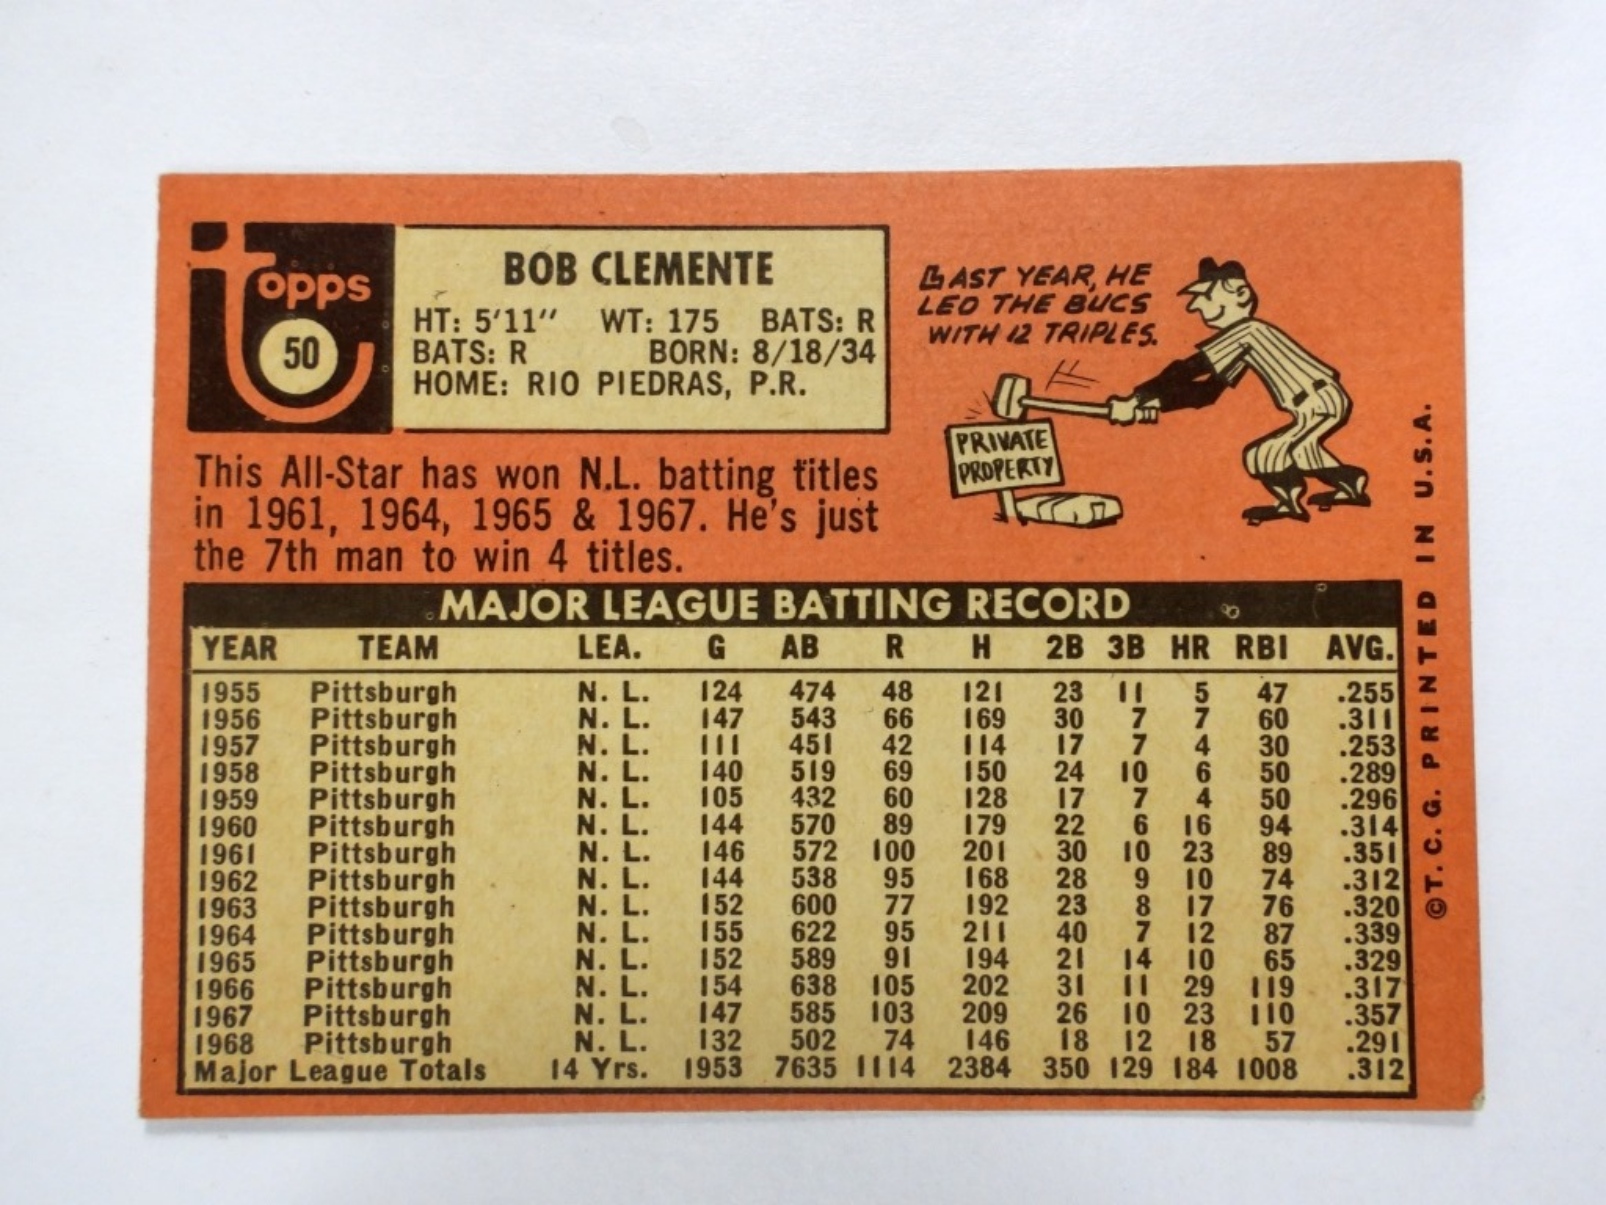 Topps
50
BOB CLEMENTE
HT: 5'11" WT: 175 BATS: R
BATS: R BORN: 8/18/34
HOME: RIO PIEDRAS, P.R.
LAST YEAR, HE
LED THE BUCS
WITH 12 TRIPLES.
PRIVATE
PROPERTY
This All-Star has won N.L. batting titles
in 1961, 1964, 1965 & 1967. He's just
the 7th man to win 4 titles.
MAJOR LEAGUE BATTING RECORD
YEAR TEAM LEA. G AB R H 2B 3B HR RBI AVG.
1955 Pittsburgh N. L. 124 474 48 121 23 11 5 47 .255
1956 Pittsburgh N. L. 147 543 66 169 30 7 7 60 .311
1957 Pittsburgh N. L. 111 451 42 114 17 7 4 30 .253
1958 Pittsburgh N. L. 140 519 69 150 24 10 6 50 .289
1959 Pittsburgh N. L. 105 432 60 128 17 7 4 50 .296
1960 Pittsburgh N. L. 144 570 89 179 22 6 16 94 .314
1961 Pittsburgh N. L. 146 572 100 201 30 10 23 89 .351
1962 Pittsburgh N. L. 144 538 95 168 28 9 10 74 .312
1963 Pittsburgh N. L. 152 600 77 192 23 8 17 76 .320
1964 Pittsburgh N. L. 155 622 95 211 40 7 12 87 .339
1965 Pittsburgh N. L. 152 589 91 194 21 14 10 65 .329
1966 Pittsburgh N. L. 154 638 105 202 31 11 29 119 .317
1967 Pittsburgh N. L. 147 585 103 209 26 10 23 110 .357
1968 Pittsburgh N. L. 132 502 74 146 18 12 18 57 .291
Major League Totals 14 Yrs. 1953 7635 1114 2384 350 129 184 1008 .312
©T. C. G. PRINTED IN U.S.A.